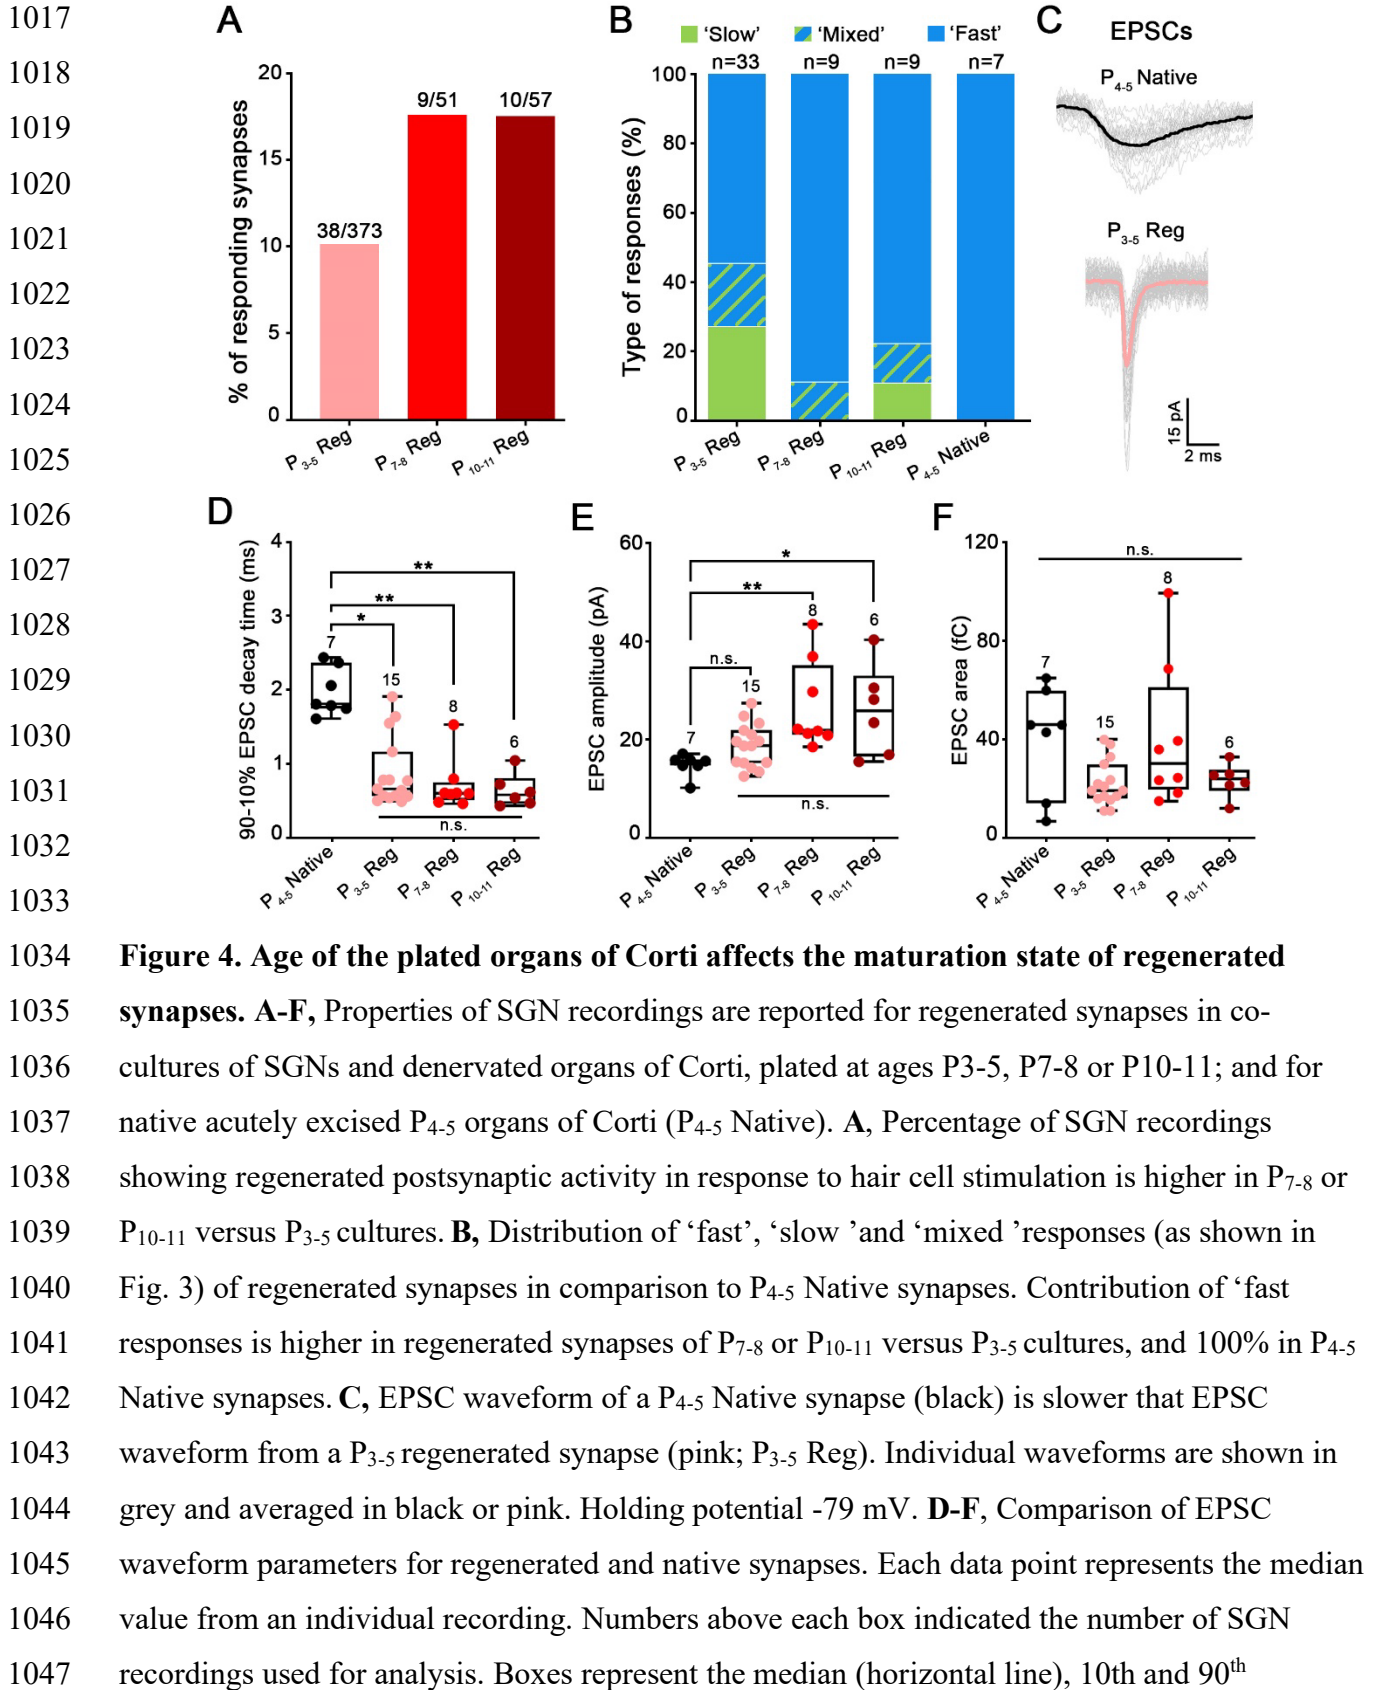 1017
1018
1019
1020
1021
1022
1023
1024
1025
1026
1027
1028
1029
1030
1031
1032
1033
A
% of responding synapses
20
15
10
5
0
38/373
9/51
10/57
P3-5 Reg
P7-8 Reg
P10-11 Reg
B
'Slow' 'Mixed' 'Fast'
n=33 n=9 n=9 n=7
Type of responses (%)
100
80
60
40
20
0
P3-5 Reg
P7-8 Reg
P10-11 Reg
P4-5 Native
C
EPSCs
P4-5 Native
P3-5 Reg
15 pA
2 ms
D
90-10% EPSC decay time (ms)
4
3
2
1
0
**
**
*
7
15
8
6
n.s.
P4-5 Native
P3-5 Reg
P7-8 Reg
P10-11 Reg
E
EPSC amplitude (pA)
60
40
20
0
*
**
n.s.
7
15
8
6
n.s.
P4-5 Native
P3-5 Reg
P7-8 Reg
P10-11 Reg
F
EPSC area (fC)
120
80
40
0
n.s.
7
15
8
6
P4-5 Native
P3-5 Reg
P7-8 Reg
P10-11 Reg
1034 Figure 4. Age of the plated organs of Corti affects the maturation state of regenerated
1035 synapses. A-F, Properties of SGN recordings are reported for regenerated synapses in co-
1036 cultures of SGNs and denervated organs of Corti, plated at ages P3-5, P7-8 or P10-11; and for
1037 native acutely excised P4-5 organs of Corti (P4-5 Native). A, Percentage of SGN recordings
1038 showing regenerated postsynaptic activity in response to hair cell stimulation is higher in P7-8 or
1039 P10-11 versus P3-5 cultures. B, Distribution of 'fast', 'slow 'and 'mixed 'responses (as shown in
1040 Fig. 3) of regenerated synapses in comparison to P4-5 Native synapses. Contribution of 'fast
1041 responses is higher in regenerated synapses of P7-8 or P10-11 versus P3-5 cultures, and 100% in P4-5
1042 Native synapses. C, EPSC waveform of a P4-5 Native synapse (black) is slower that EPSC
1043 waveform from a P3-5 regenerated synapse (pink; P3-5 Reg). Individual waveforms are shown in
1044 grey and averaged in black or pink. Holding potential -79 mV. D-F, Comparison of EPSC
1045 waveform parameters for regenerated and native synapses. Each data point represents the median
1046 value from an individual recording. Numbers above each box indicated the number of SGN
1047 recordings used for analysis. Boxes represent the median (horizontal line), 10th and 90th